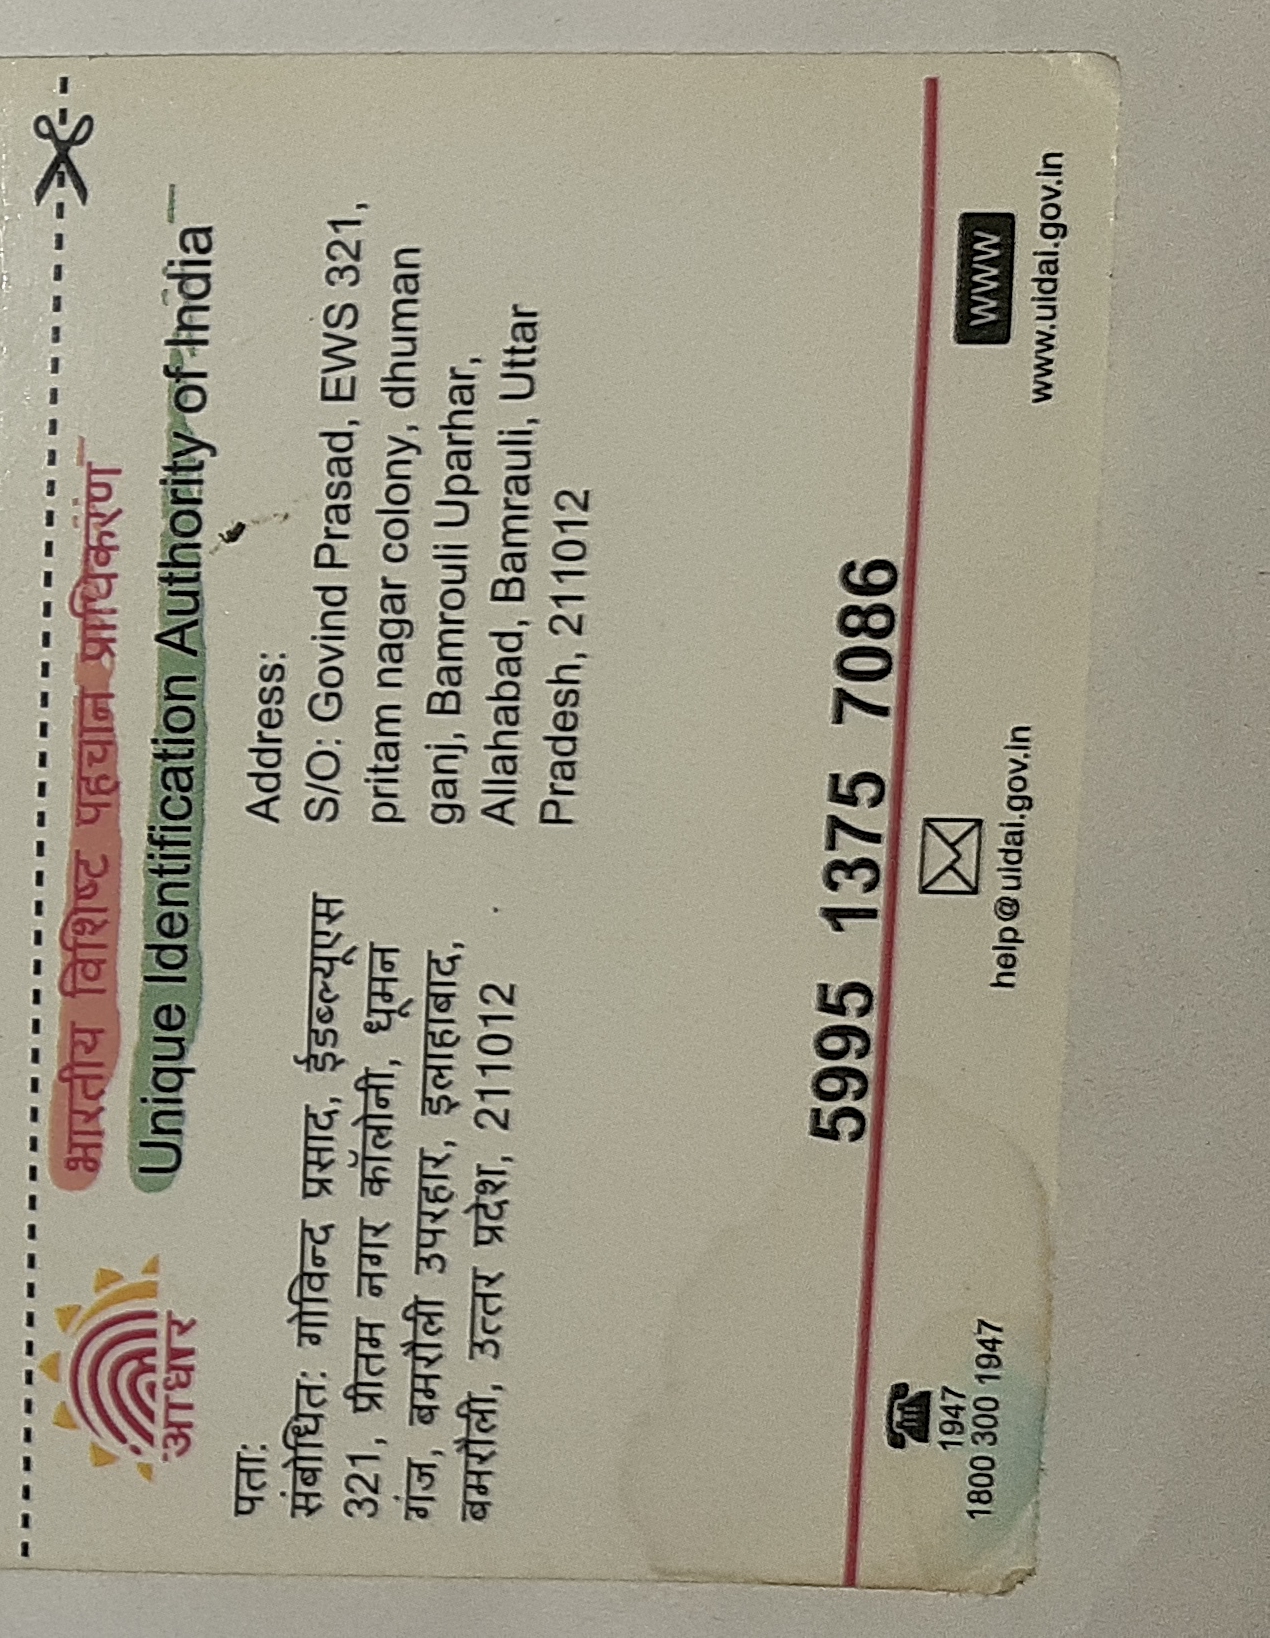 भारतीय विशिष्ट पहचान प्राधिकरण
Unique Identification Authority of India
आधार
पता:
संबोधित: गोविन्द प्रसाद, ईडब्ल्यूएस
321, प्रीतम नगर कॉलोनी, धूमन
गंज, बमरौली उपरहार, इलाहाबाद,
बमरौली, उत्तर प्रदेश, 211012
Address:
S/O: Govind Prasad, EWS 321,
pritam nagar colony, dhuman
ganj, Bamrouli Uparhar,
Allahabad, Bamrauli, Uttar
Pradesh, 211012
5995 1375 7086
1947
1800 300 1947
help@uidai.gov.in
WWW
www.uidai.gov.in